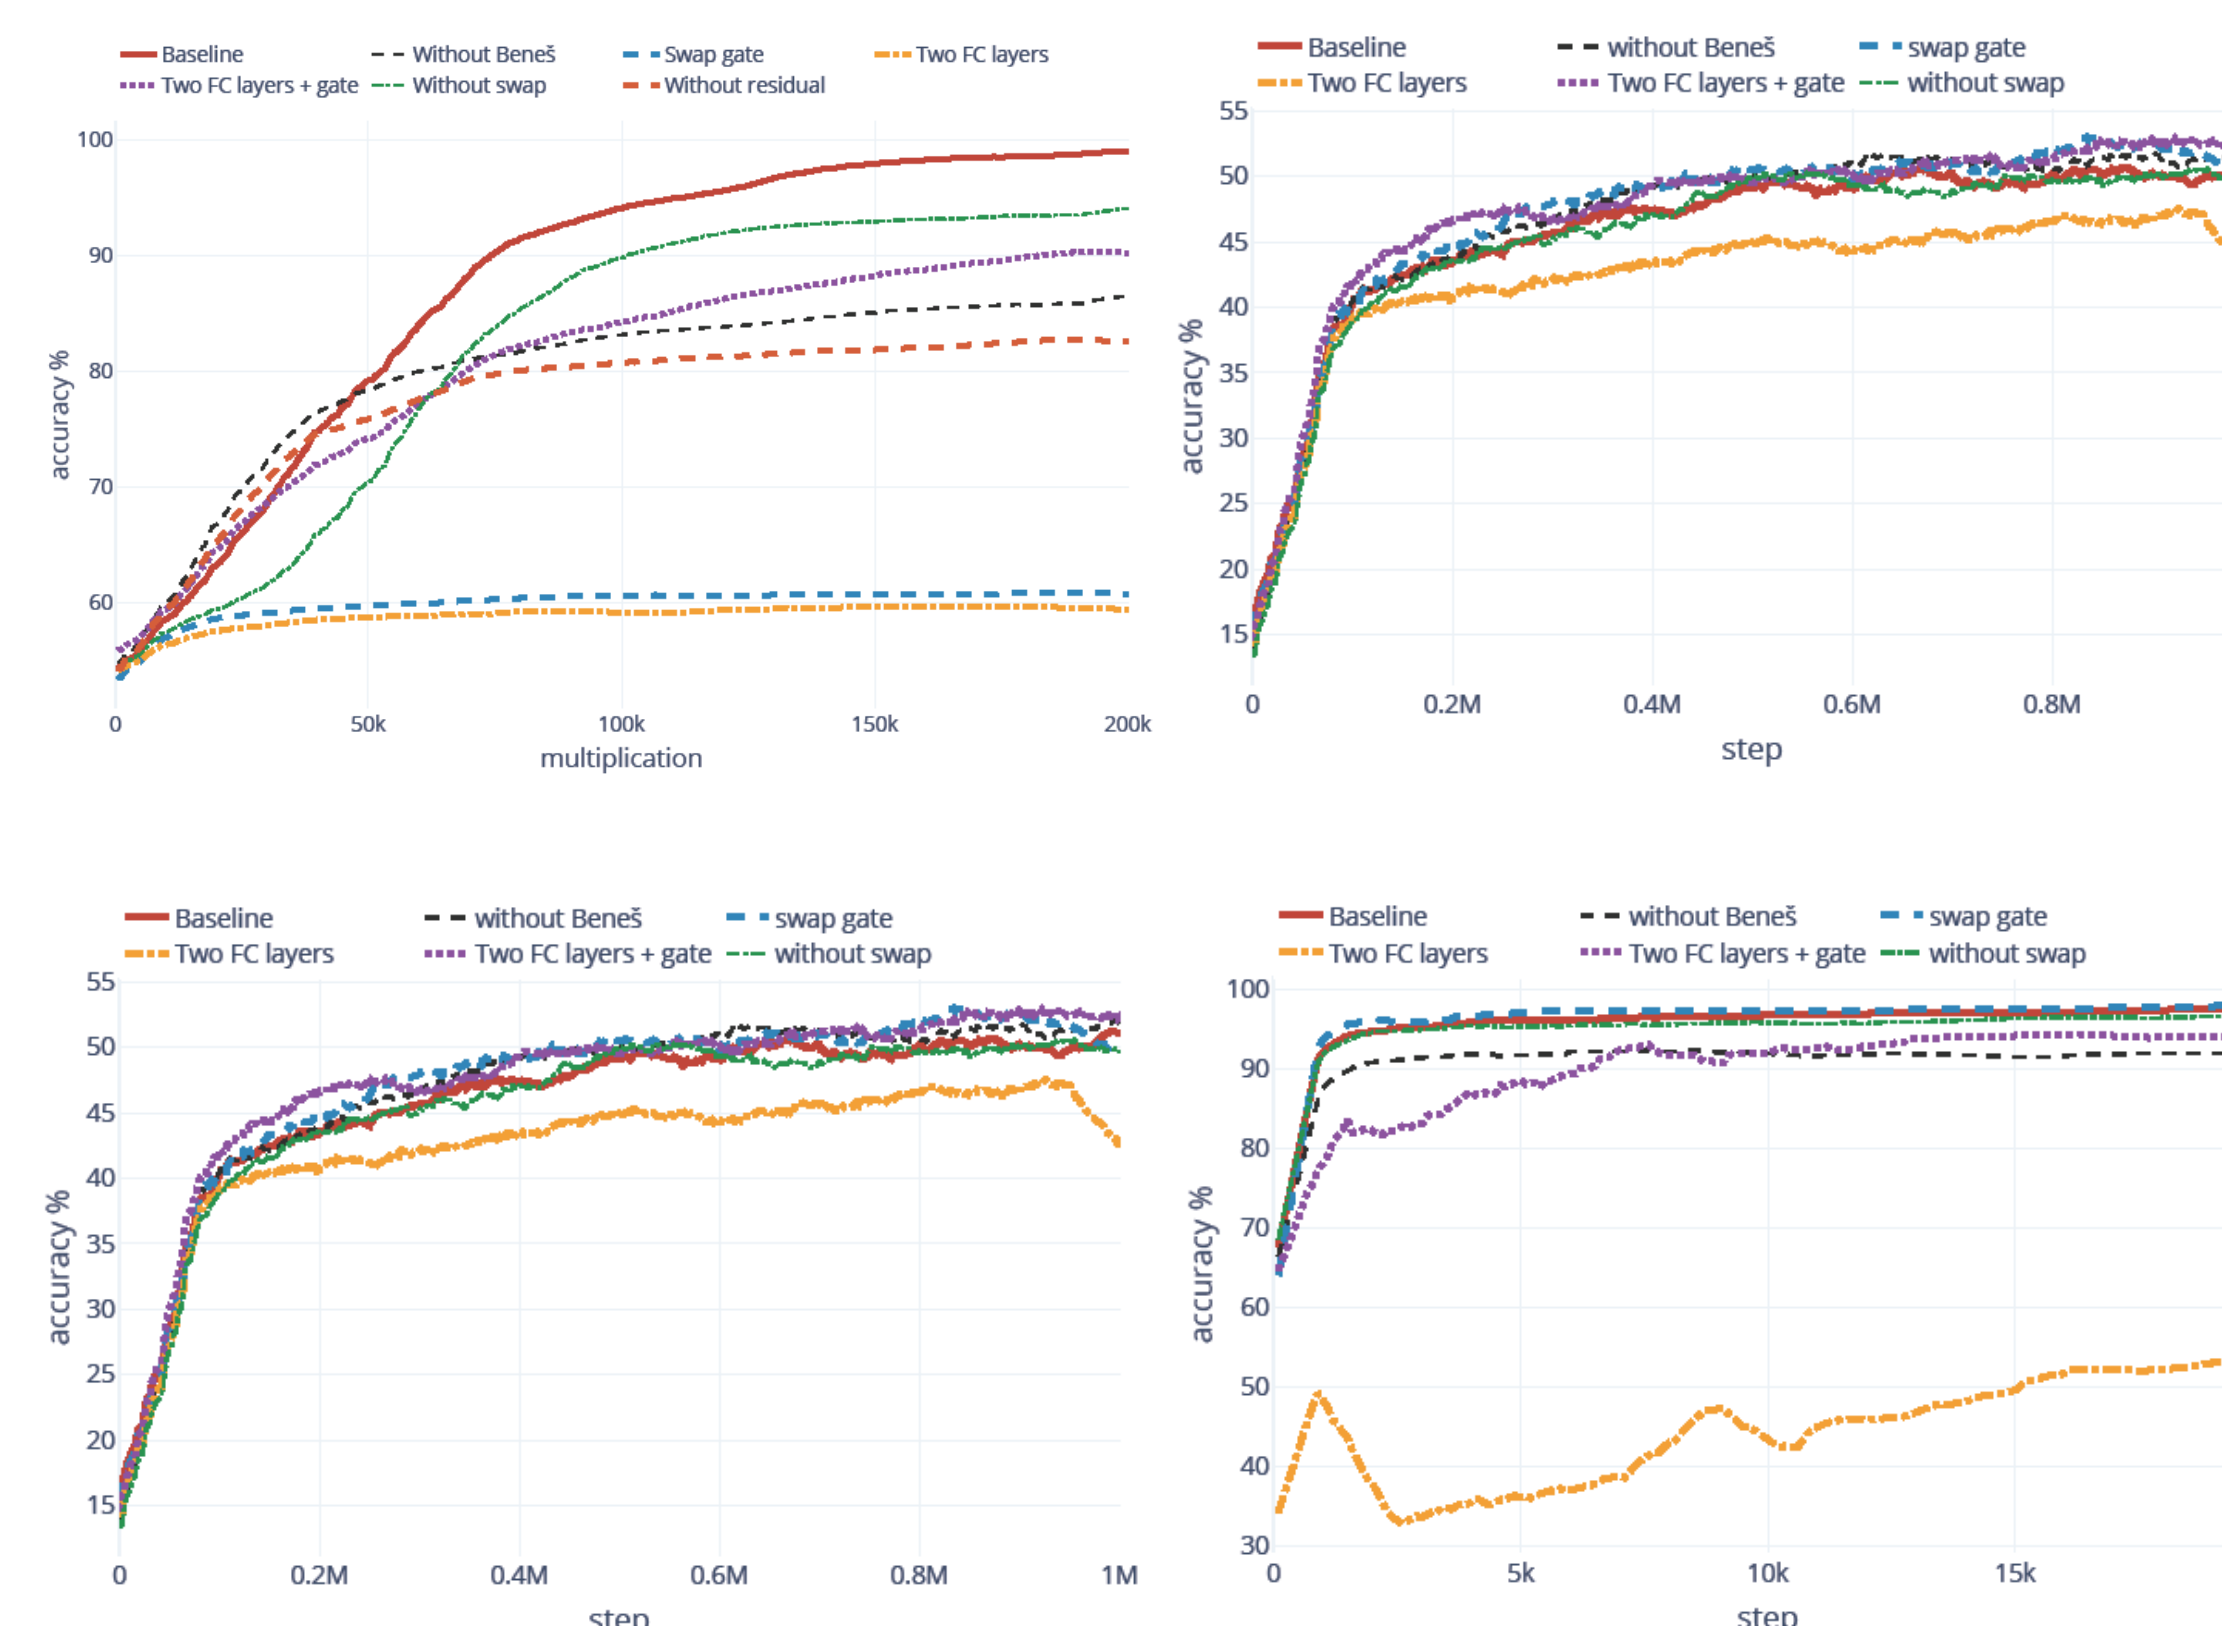 Baseline Without Beneš Swap gate Two FC layers
Two FC layers + gate Without swap Without residual
100
90
80
70
60
accuracy %
0 50k 100k 150k 200k
multiplication
Baseline without Beneš swap gate
Two FC layers Two FC layers + gate without swap
55
50
45
40
35
30
25
20
15
accuracy %
0 0.2M 0.4M 0.6M 0.8M
step
Baseline without Beneš swap gate
Two FC layers Two FC layers + gate without swap
55
50
45
40
35
30
25
20
15
accuracy %
0 0.2M 0.4M 0.6M 0.8M 1M
step
Baseline without Beneš swap gate
Two FC layers Two FC layers + gate without swap
100
90
80
70
60
50
40
30
accuracy %
0 5k 10k 15k
step